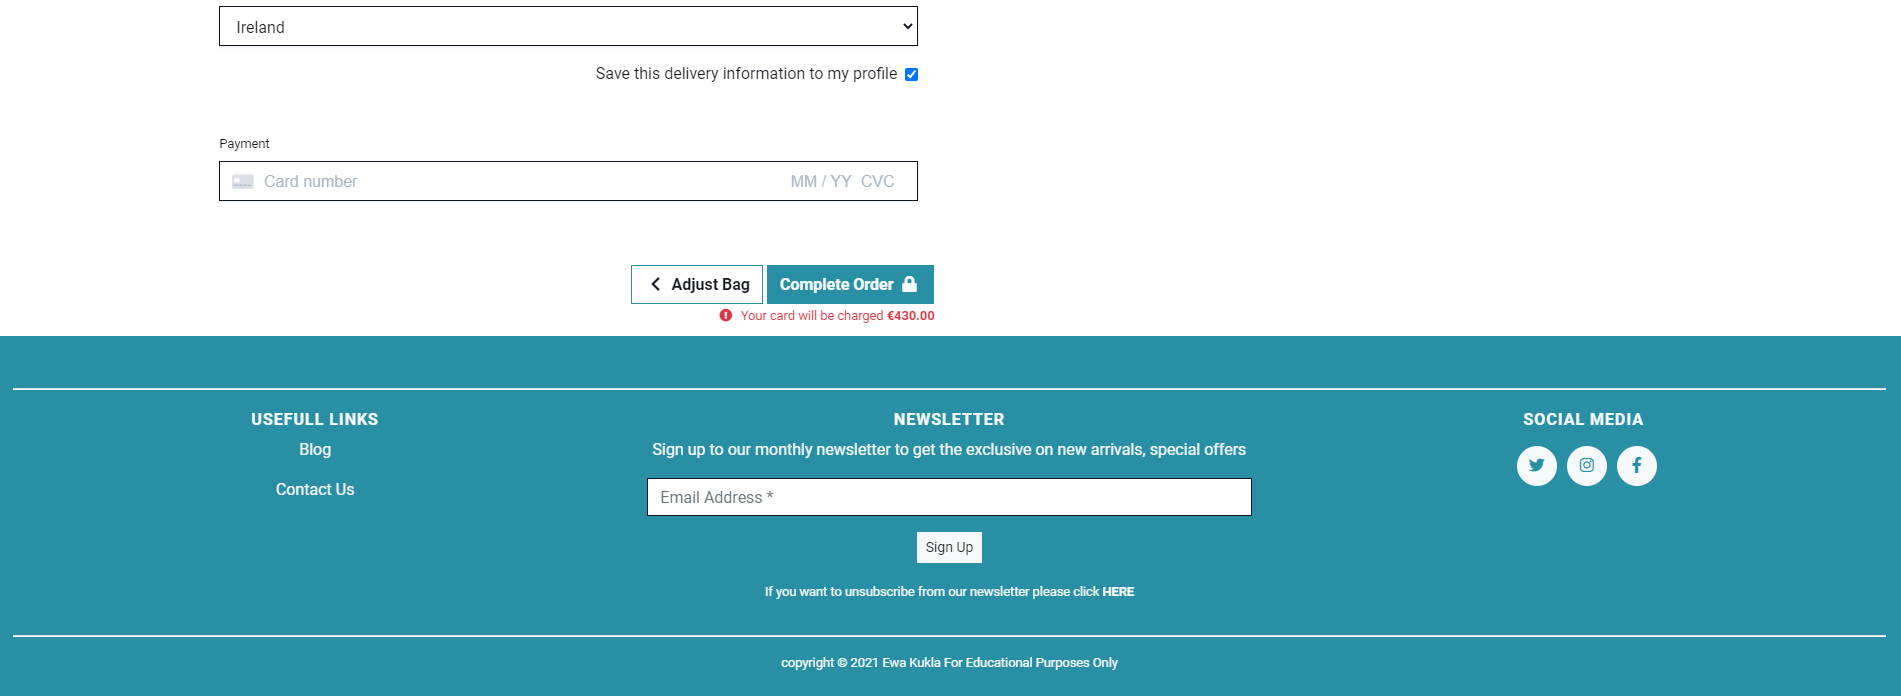 Ireland
Save this delivery information to my profile
Payment
Card number MM / YY CVC
Adjust Bag Complete Order
Your card will be charged €430.00
USEFULL LINKS
Blog
Contact Us
NEWSLETTER
Sign up to our monthly newsletter to get the exclusive on new arrivals, special offers
Email Address *
Sign Up
If you want to unsubscribe from our newsletter please click HERE
SOCIAL MEDIA
copyright © 2021 Ewa Kukla For Educational Purposes Only